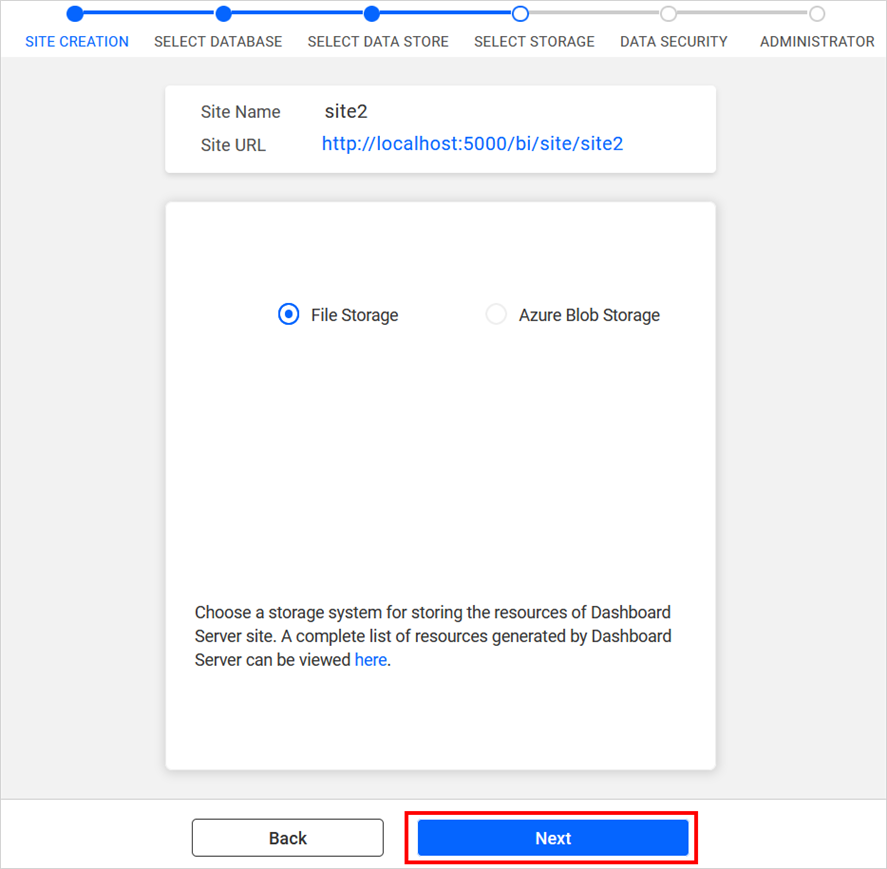 SITE CREATION SELECT DATABASE SELECT DATA STORE SELECT STORAGE DATA SECURITY ADMINISTRATOR
Site Name site2
Site URL http://localhost:5000/bi/site/site2
File Storage Azure Blob Storage
Choose a storage system for storing the resources of Dashboard
Server site. A complete list of resources generated by Dashboard
Server can be viewed here.
Back Next